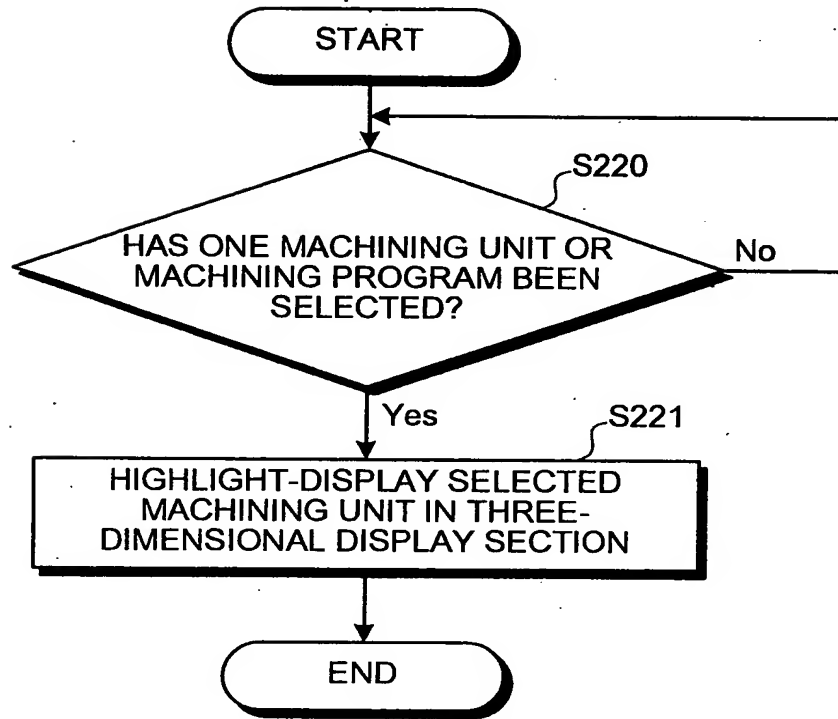 START
S220
HAS ONE MACHINING UNIT OR
MACHINING PROGRAM BEEN
SELECTED?
No
Yes
S221
HIGHLIGHT-DISPLAY SELECTED
MACHINING UNIT IN THREE-
DIMENSIONAL DISPLAY SECTION
END